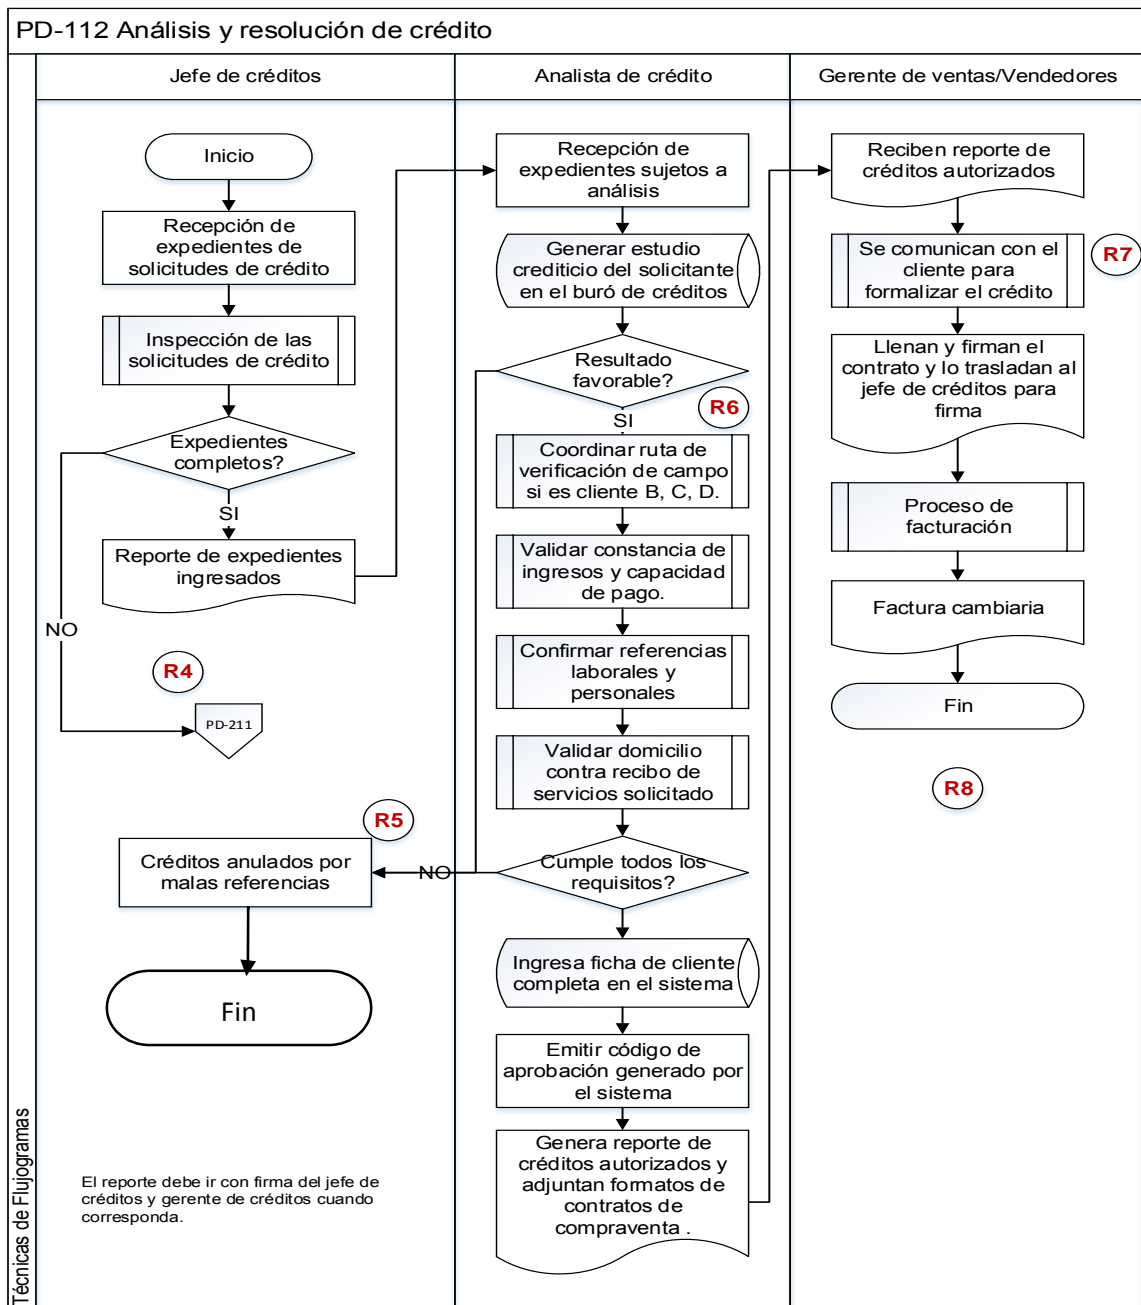 PD-112 Análisis y resolución de crédito
Técnicas de Flujogramas
Jefe de créditos
Inicio
Recepción de
expedientes de
solicitudes de crédito
Inspección de las
solicitudes de crédito
Expedientes
completos?
SI
Reporte de expedientes
ingresados
NO
R4
PD-211
R5
Créditos anulados por
malas referencias
Fin
El reporte debe ir con firma del jefe de
créditos y gerente de créditos cuando
corresponda.
Analista de crédito
Recepción de
expedientes sujetos a
análisis
Generar estudio
crediticio del solicitante
en el buró de créditos
Resultado
favorable?
R6
SI
Coordinar ruta de
verificación de campo
si es cliente B, C, D.
Validar constancia de
ingresos y capacidad
de pago.
Confirmar referencias
laborales y
personales
Validar domicilio
contra recibo de
servicios solicitado
Cumple todos los
requisitos?
NO
Ingresa ficha de cliente
completa en el sistema
Emitir código de
aprobación generado por
el sistema
Genera reporte de
créditos autorizados y
adjuntan formatos de
contratos de
compraventa .
Gerente de ventas/Vendedores
Reciben reporte de
créditos autorizados
Se comunican con el
cliente para
formalizar el crédito
R7
Llenan y firman el
contrato y lo trasladan al
jefe de créditos para
firma
Proceso de
facturación
Factura cambiaria
Fin
R8